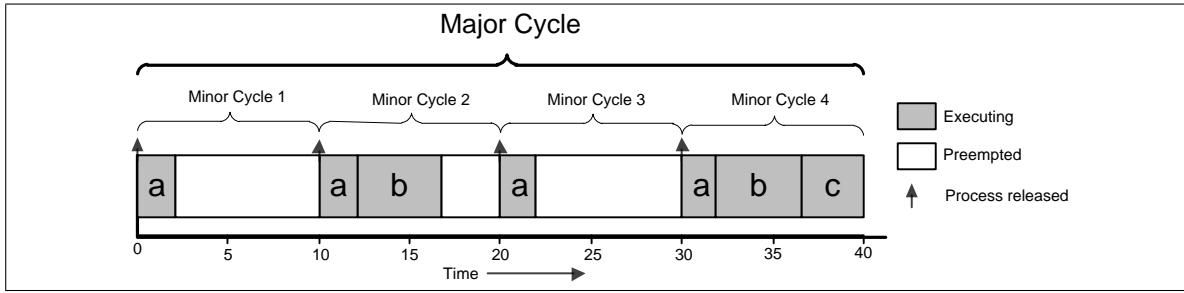 Major Cycle
Minor Cycle 1
Minor Cycle 2
Minor Cycle 3
Minor Cycle 4
Executing
Preempted
Process released
a
a
b
a
a
b
c
0
5
10
15
20
25
30
35
40
Time